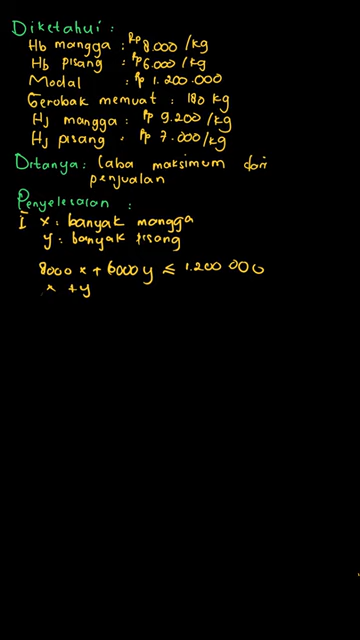 Diketahui :
Hb mangga : Rp 8.000 /kg
Hb pisang : Rp 6.000 /kg
Modal : Rp 1.200.000
Gerobak memuat : 180 kg
Hj mangga : Rp 9.200 /kg
Hj pisang : Rp 7.000 /kg
Ditanya : Laba maksimum dari
penjualan
Penyelesaian :
I x : banyak mangga
y : banyak pisang
8000 x + 6000 y ≤ 1.200 000
x + y